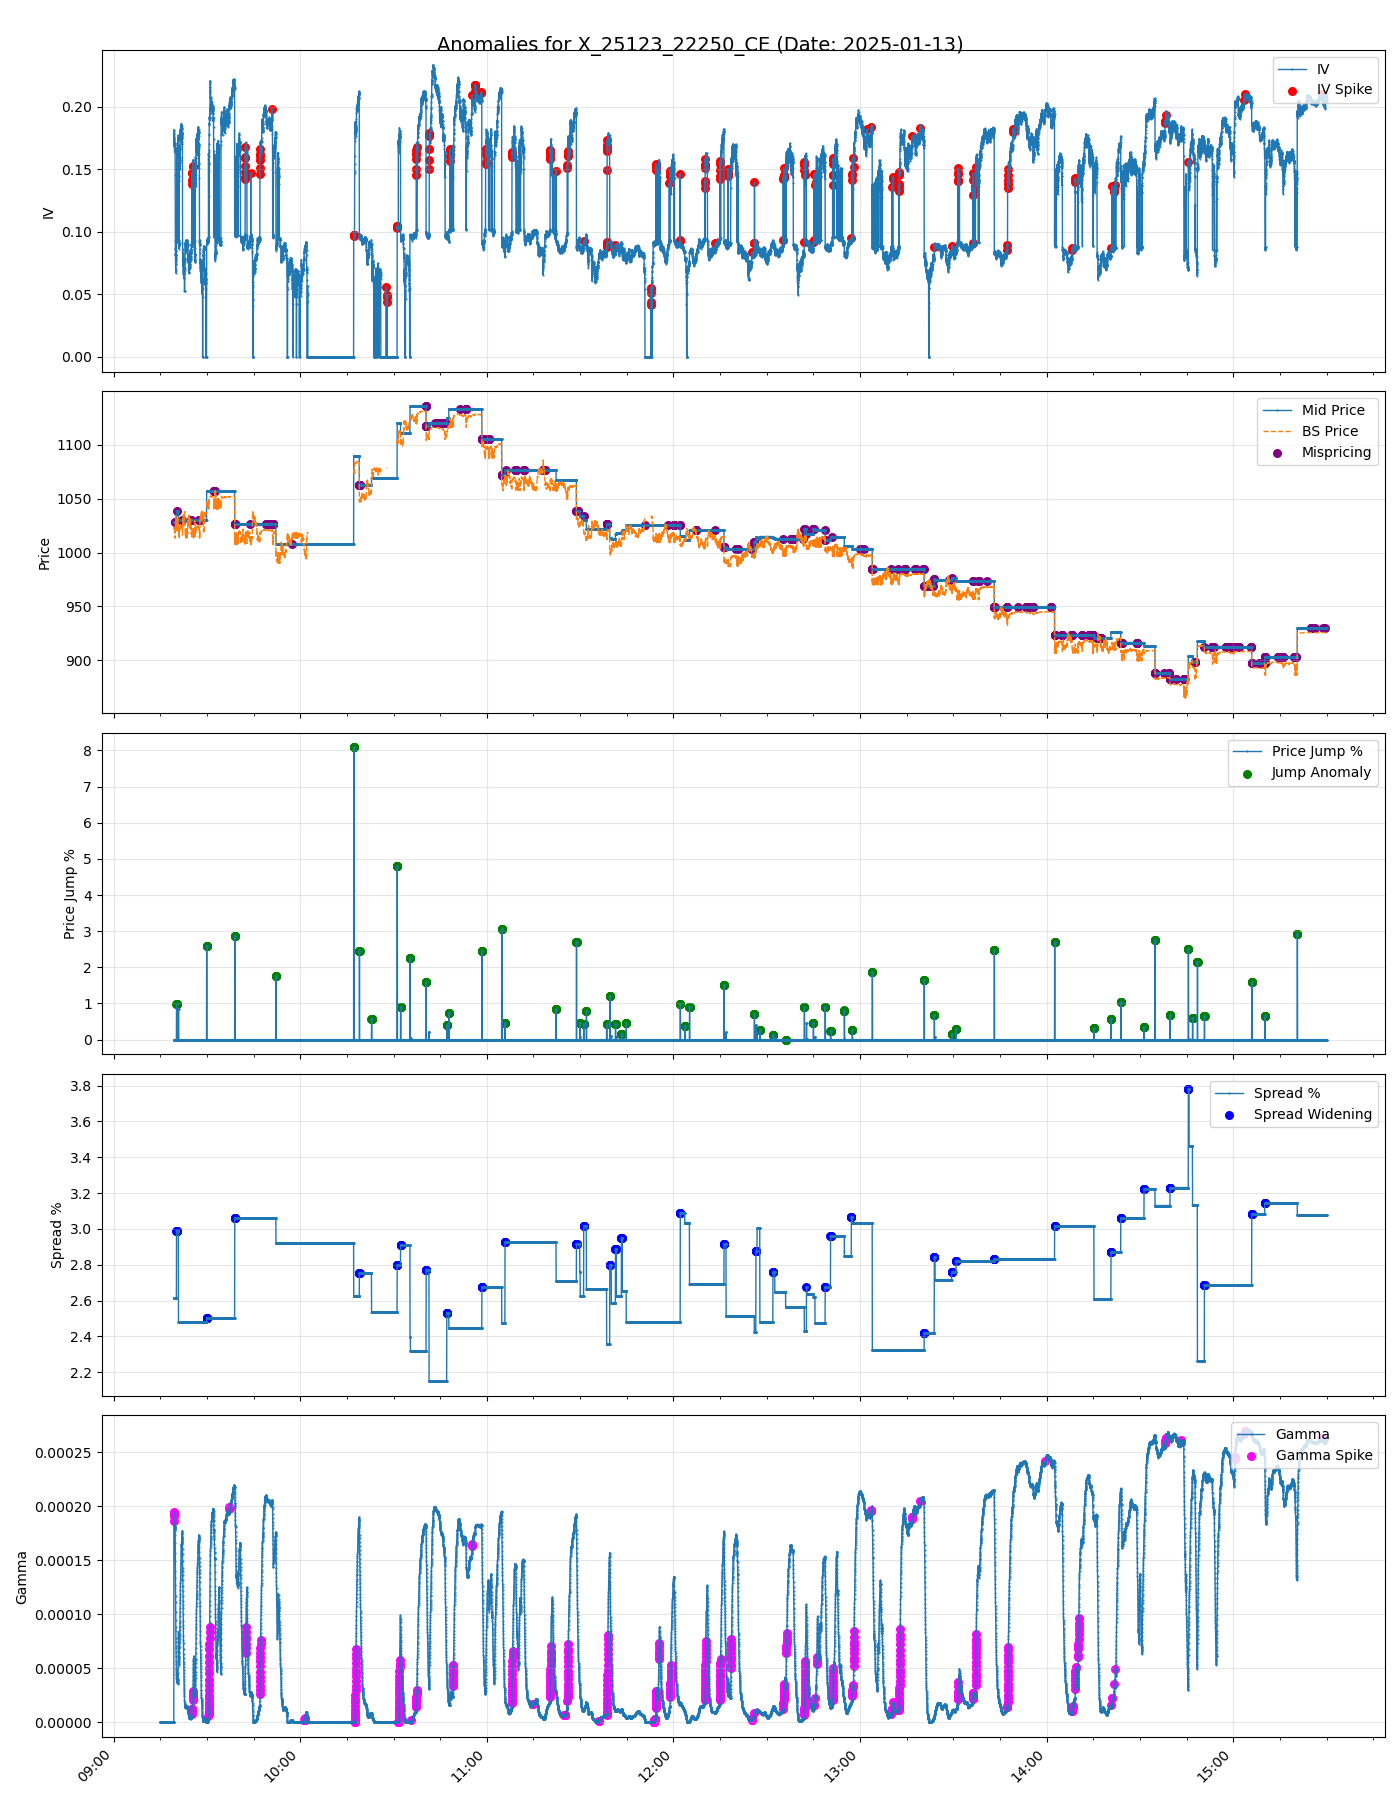 Anomalies for X_25123_22250_CE (Date: 2025-01-13)
IV
IV Spike
0.20
0.15
0.10
0.05
0.00
IV
Mid Price
BS Price
Mispricing
1100
1050
1000
950
900
Price
Price Jump %
Jump Anomaly
8
7
6
5
4
3
2
1
0
Price Jump %
Spread %
Spread Widening
3.8
3.6
3.4
3.2
3.0
2.8
2.6
2.4
2.2
Spread %
Gamma
Gamma Spike
0.00025
0.00020
0.00015
0.00010
0.00005
0.00000
Gamma
09:00
10:00
11:00
12:00
13:00
14:00
15:00